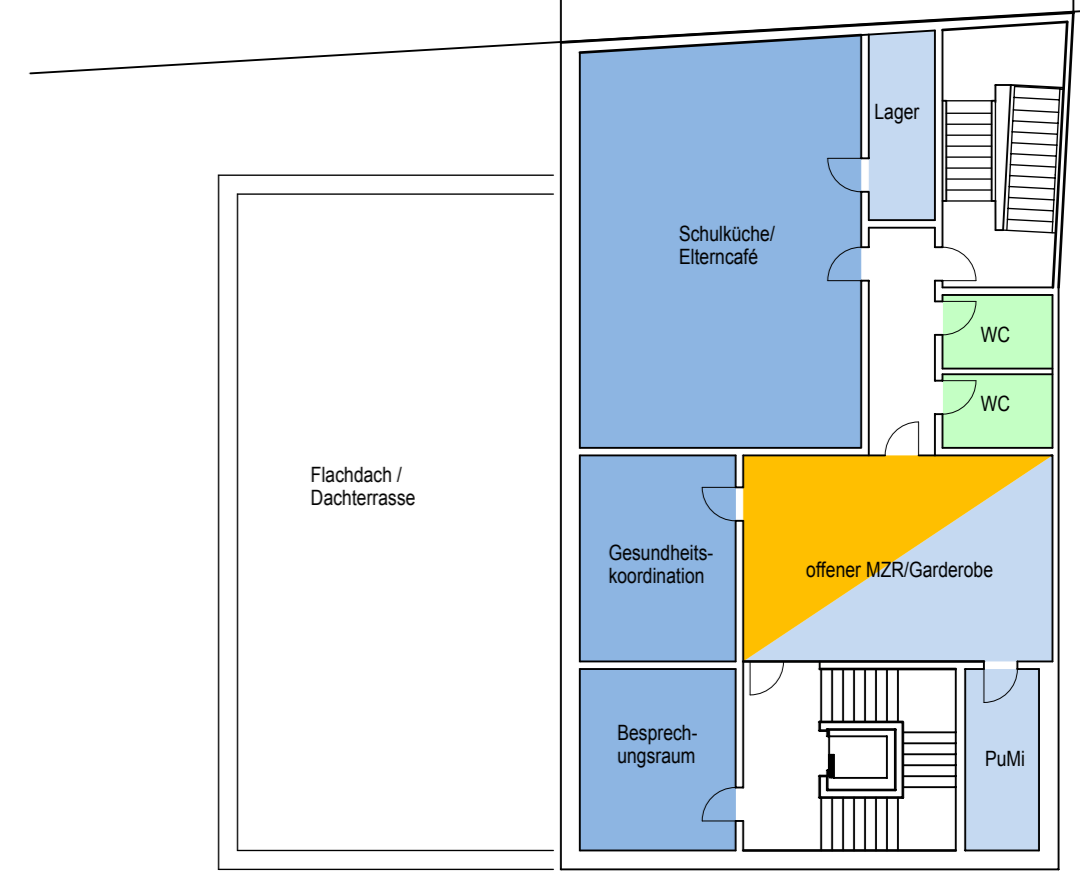 Lager
Schulküche/
Elterncafé
WC
WC
Flachdach /
Dachterrasse
Gesundheits-
koordination
offener MZR/Garderobe
Besprech-
ungsraum
PuMi